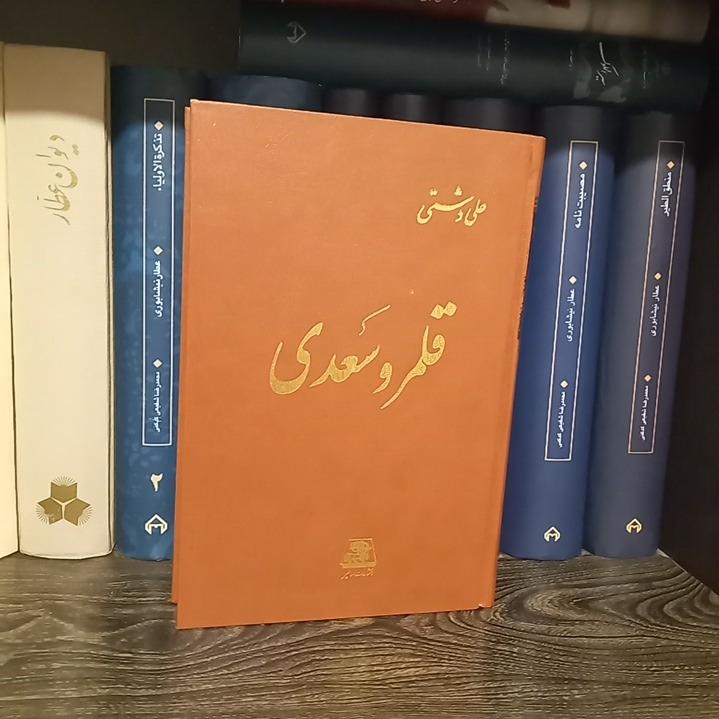 علی دشتی
قلمرو سعدی
دیوان عطار
تذکرة الاولیاء
عطار نیشابوری
محمدرضا شفیعی کدکنی
۲
مصیبت نامه
عطار نیشابوری
محمدرضا شفیعی کدکنی
منطق الطیر
عطار نیشابوری
محمدرضا شفیعی کدکنی